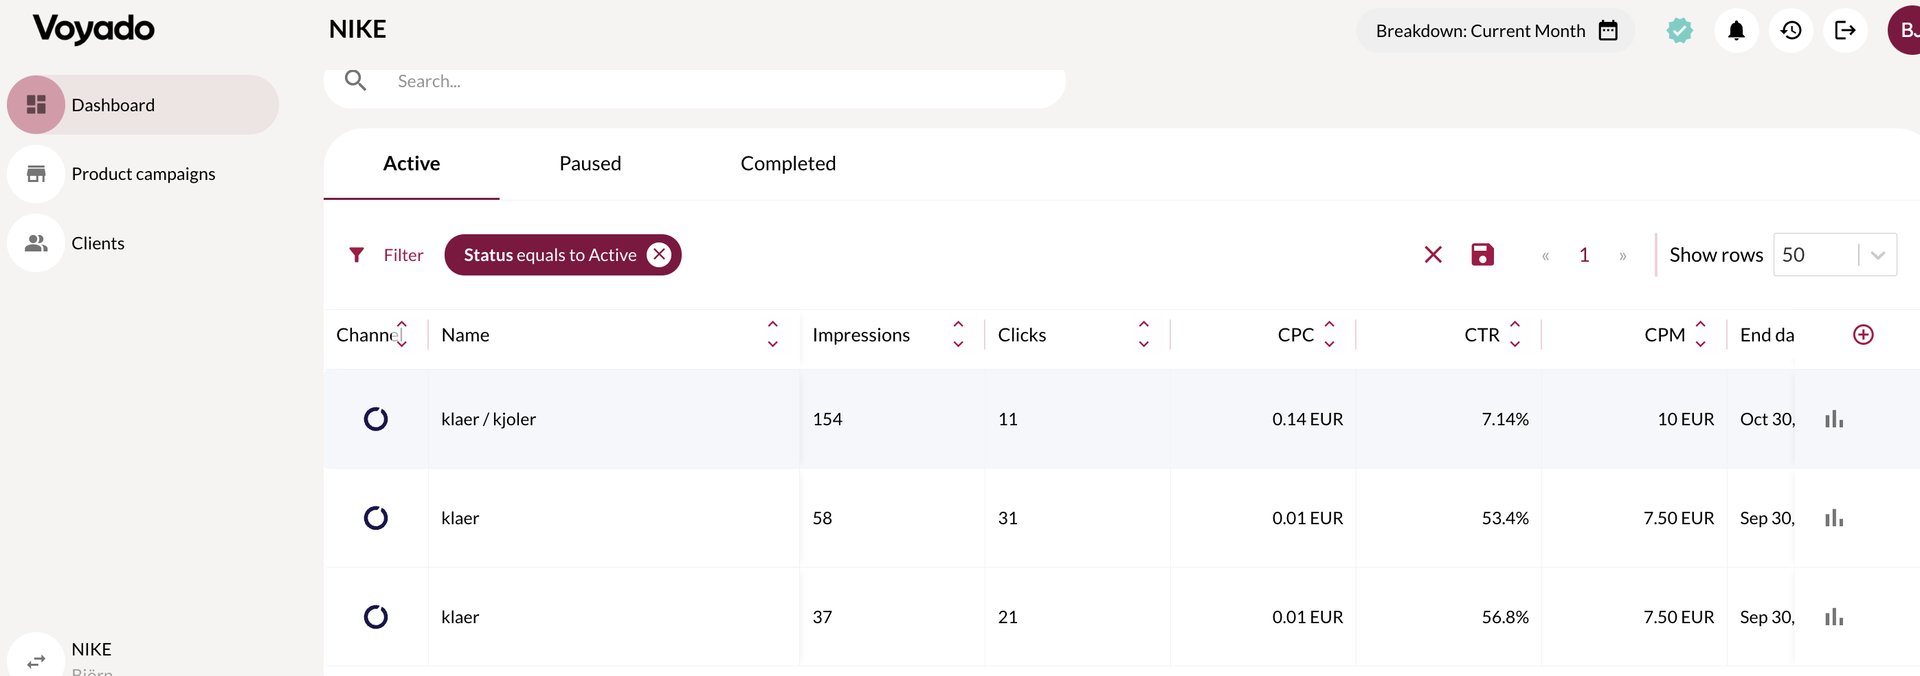 Voyado
NIKE
Breakdown: Current Month
BJ
Search...
Dashboard
Product campaigns
Clients
Active Paused Completed
Filter Status equals to Active
« 1 » Show rows 50
Channel Name Impressions Clicks CPC CTR CPM End da
klaer / kjoler 154 11 0.14 EUR 7.14% 10 EUR Oct 30,
klaer 58 31 0.01 EUR 53.4% 7.50 EUR Sep 30,
klaer 37 21 0.01 EUR 56.8% 7.50 EUR Sep 30,
NIKE
Björn